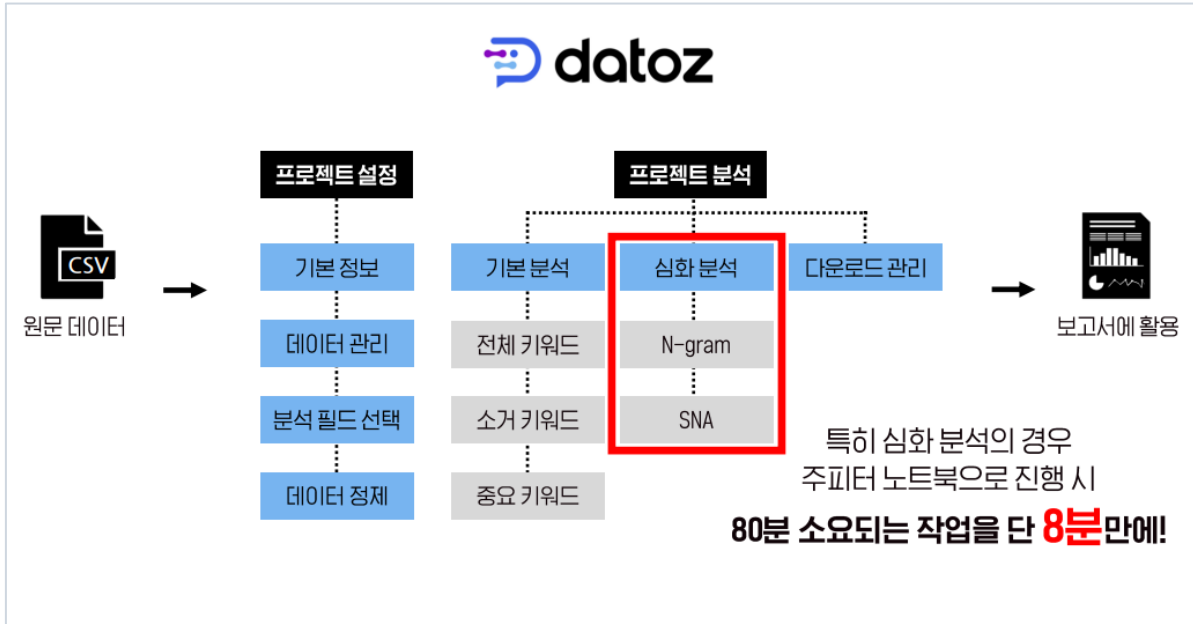 datoz
프로젝트 설정
프로젝트 분석
CSV
원문 데이터
기본 정보
기본 분석
심화 분석
다운로드 관리
보고서에 활용
데이터 관리
전체 키워드
N-gram
분석 필드 선택
소거 키워드
SNA
데이터 정제
중요 키워드
특히 심화 분석의 경우
주피터 노트북으로 진행 시
80분 소요되는 작업을 단 8분만에!